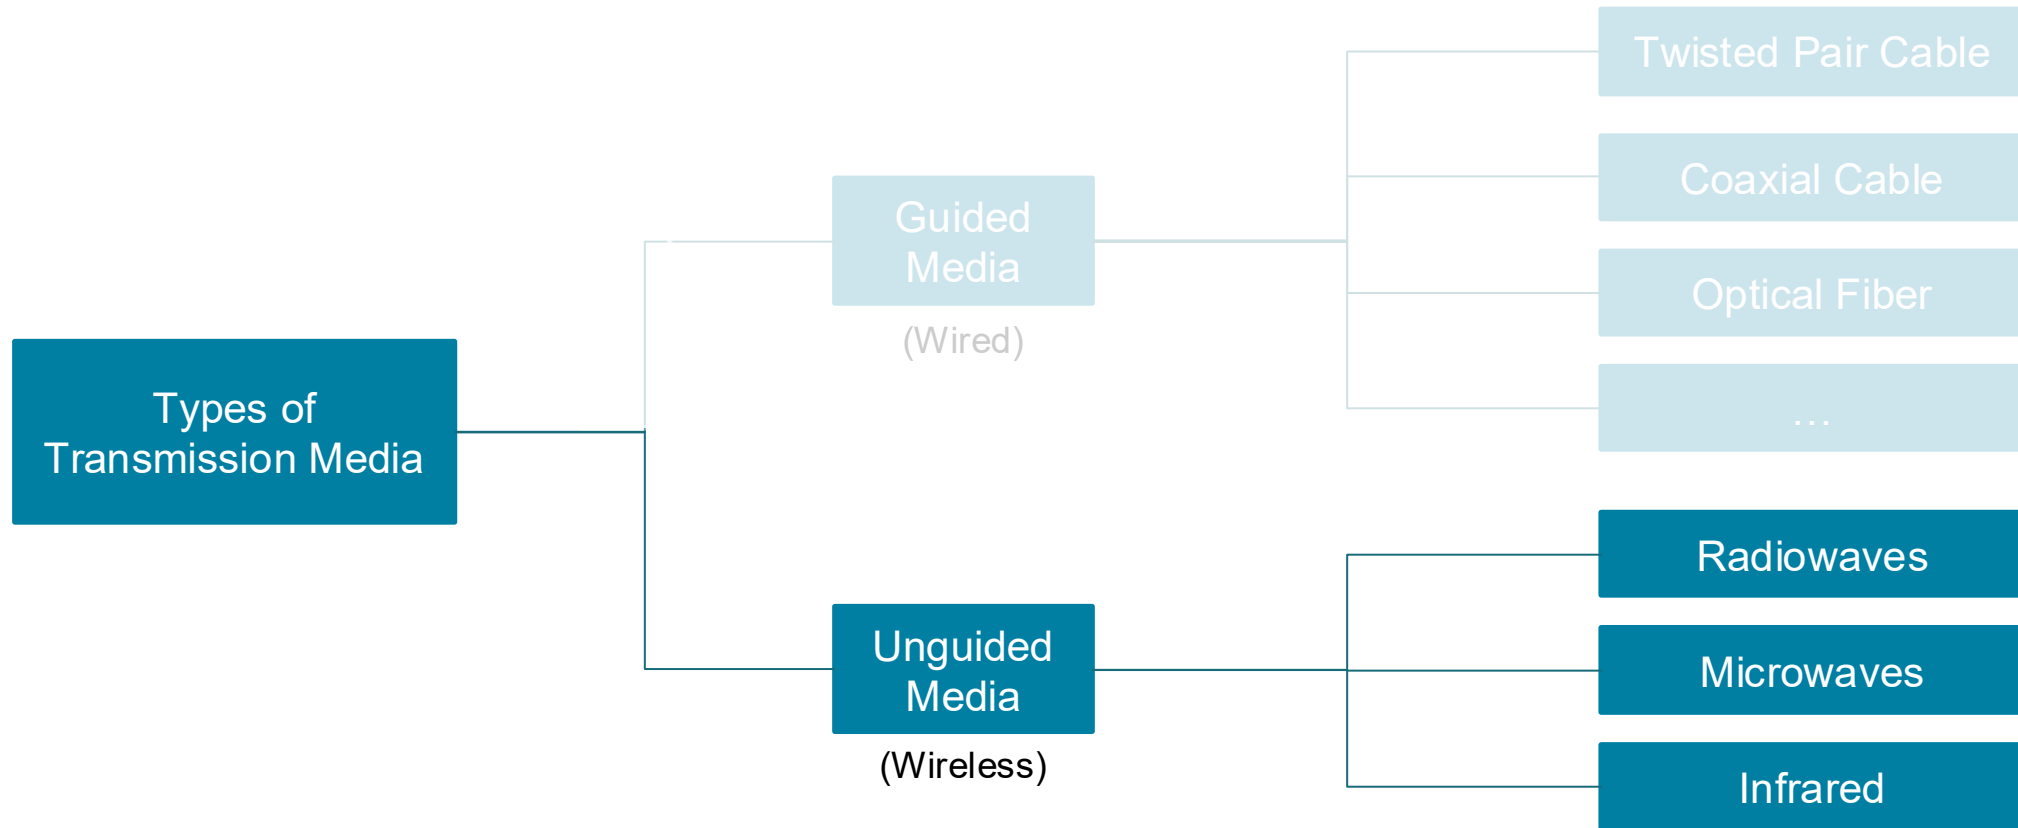 Types of
Transmission Media
Guided
Media
(Wired)
Twisted Pair Cable
Coaxial Cable
Optical Fiber
...
Unguided
Media
(Wireless)
Radiowaves
Microwaves
Infrared